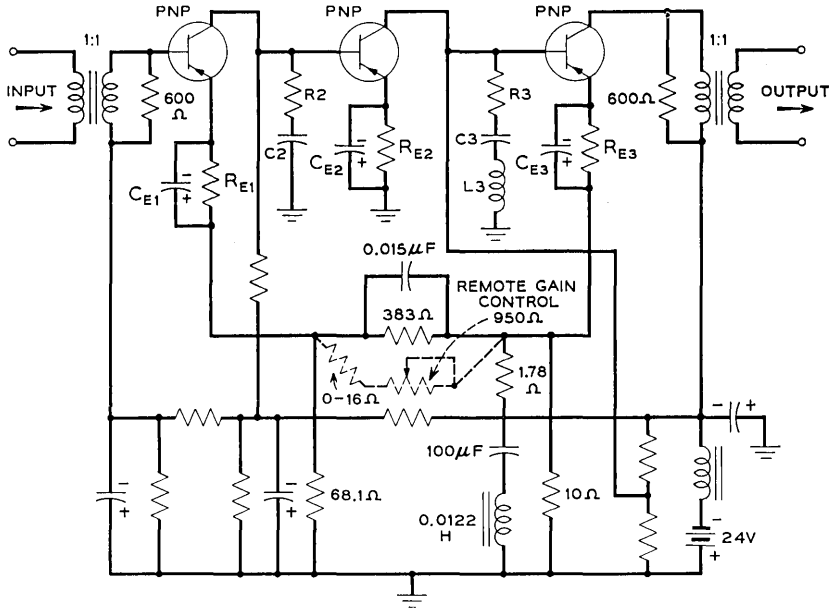 PNP
PNP
PNP
1:1
1:1
INPUT
600
Ω
R2
C2
R3
C3
L3
600Ω
OUTPUT
CE1
RE1
CE2
RE2
CE3
RE3
0.015µF
REMOTE GAIN
CONTROL
950Ω
383Ω
0-16Ω
1.78
Ω
100µF
68.1Ω
0.0122
H
10Ω
24V
- +